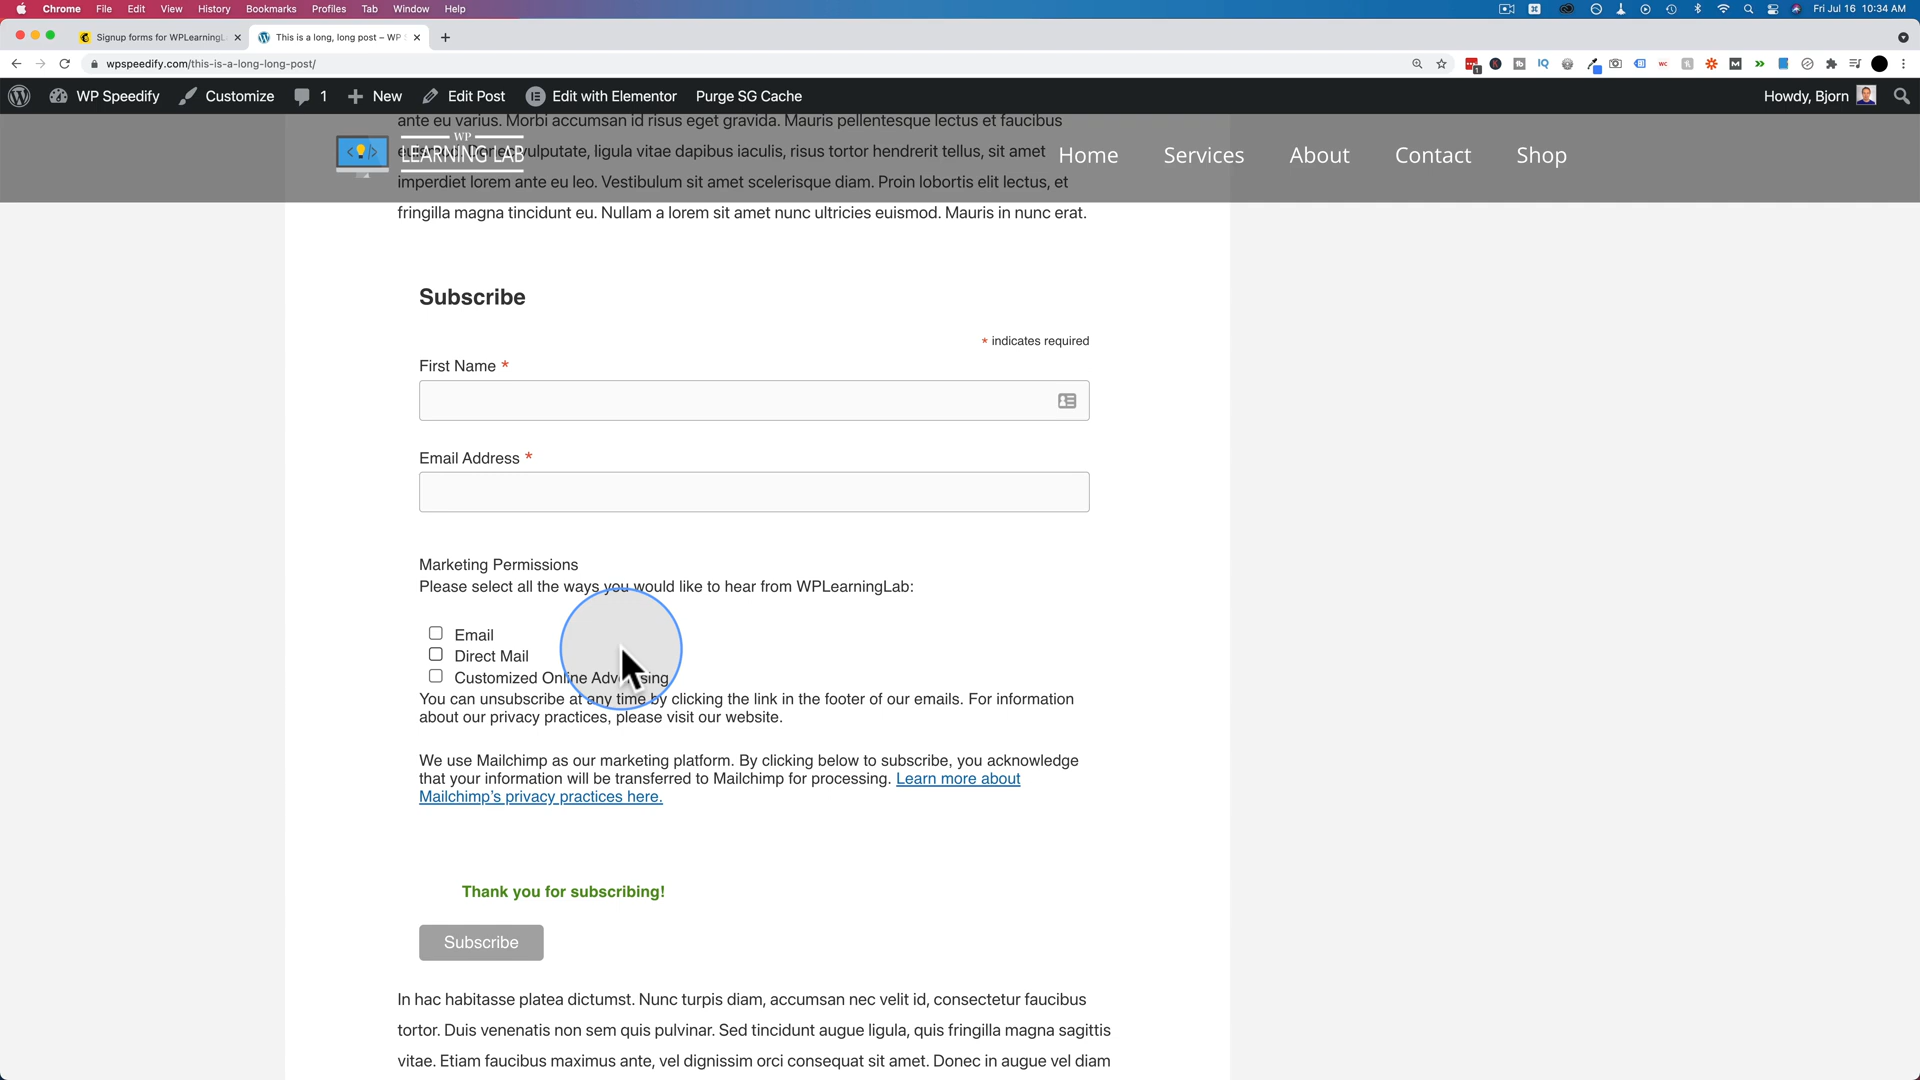 Chrome File Edit View History Bookmarks Profiles Tab Window Help Fri Jul 16 10:34 AM
Signup forms for WPLearningL This is a long, long post – WP
wpspeedify.com/this-is-a-long-long-post/
WP Speedify Customize 1 New Edit Post Edit with Elementor Purge SG Cache Howdy, Bjorn
ante eu varius. Morbi accumsan id risus eget gravida. Mauris pellentesque lectus et faucibus
WP
LEARNING LAB
vulputate, ligula vitae dapibus iaculis, risus tortor hendrerit tellus, sit amet
Home Services About Contact Shop
imperdiet lorem ante eu leo. Vestibulum sit amet scelerisque diam. Proin lobortis elit lectus, et
fringilla magna tincidunt eu. Nullam a lorem sit amet nunc ultricies euismod. Mauris in nunc erat.
Subscribe
* indicates required
First Name *
Email Address *
Marketing Permissions
Please select all the ways you would like to hear from WPLearningLab:
Email
Direct Mail
Customized Online Advertising
You can unsubscribe at any time by clicking the link in the footer of our emails. For information
about our privacy practices, please visit our website.
We use Mailchimp as our marketing platform. By clicking below to subscribe, you acknowledge
that your information will be transferred to Mailchimp for processing. Learn more about
Mailchimp's privacy practices here.
Thank you for subscribing!
Subscribe
In hac habitasse platea dictumst. Nunc turpis diam, accumsan nec velit id, consectetur faucibus
tortor. Duis venenatis non sem quis pulvinar. Sed tincidunt augue ligula, quis fringilla magna sagittis
vitae. Etiam faucibus maximus ante, vel dignissim orci consequat sit amet. Donec in augue vel diam